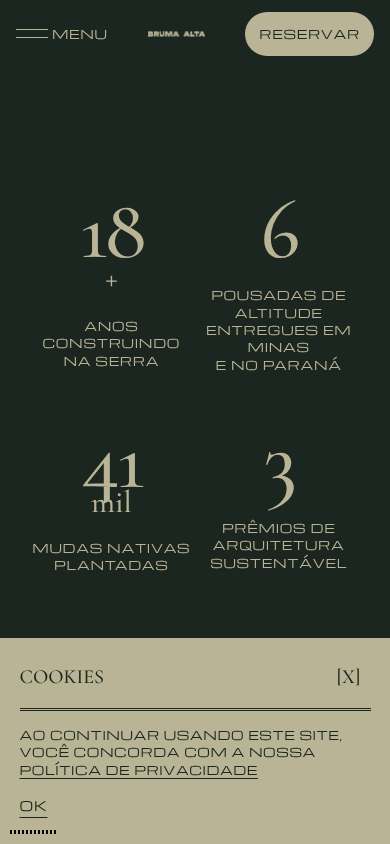 MENU
BRUMA ALTA
RESERVAR
18
+
ANOS
CONSTRUINDO
NA SERRA
6
POUSADAS DE
ALTITUDE
ENTREGUES EM
MINAS
E NO PARANÁ
41
mil
MUDAS NATIVAS
PLANTADAS
3
PRÊMIOS DE
ARQUITETURA
SUSTENTÁVEL
COOKIES
[X]
AO CONTINUAR USANDO ESTE SITE,
VOCÊ CONCORDA COM A NOSSA
POLÍTICA DE PRIVACIDADE
OK